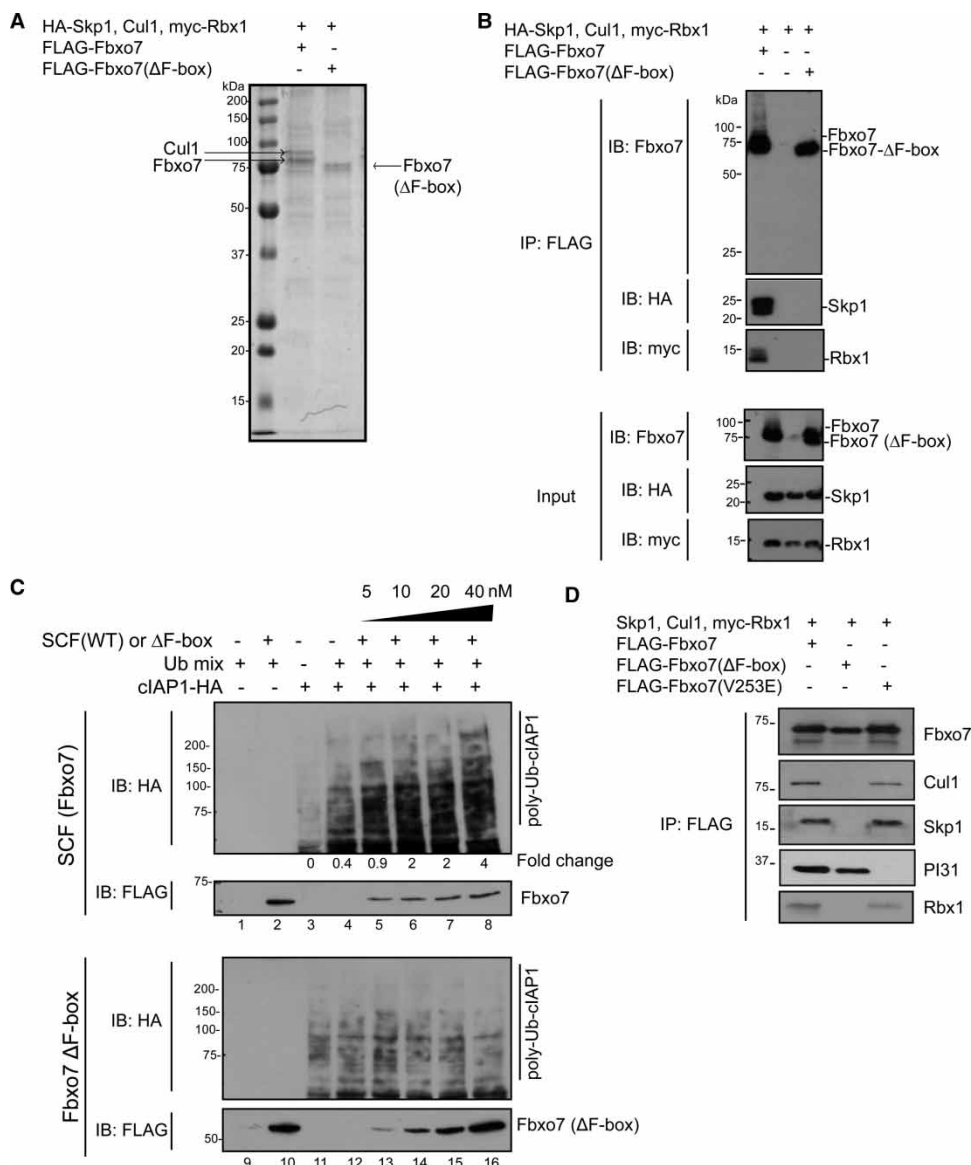 A
HA-Skp1, Cul1, myc-Rbx1 + +
FLAG-Fbxo7 + -
FLAG-Fbxo7(ΔF-box) - +
kDa
200-
150-
100-
Cul1
Fbxo7
75-
Fbxo7
(ΔF-box)
50-
37-
25-
20-
15-
B
HA-Skp1, Cul1, myc-Rbx1 + + +
FLAG-Fbxo7 + - -
FLAG-Fbxo7(ΔF-box) - - +
kDa
IP: FLAG
IB: Fbxo7
100-
75-
50-
25-
-Fbxo7
-Fbxo7-ΔF-box
IB: HA
25-
20-
-Skp1
IB: myc
15-
-Rbx1
Input
IB: Fbxo7
100-
75-
-Fbxo7
-Fbxo7 (ΔF-box)
IB: HA
25-
20-
-Skp1
IB: myc
15-
-Rbx1
C
5 10 20 40 nM
SCF(WT) or ΔF-box - + - - + + + +
Ub mix + + - + + + + +
cIAP1-HA - - + + + + + +
SCF (Fbxo7)
IB: HA
200-
150-
100-
75-
poly-Ub-cIAP1
0 0.4 0.9 2 2 4 Fold change
IB: FLAG
75-
Fbxo7
1 2 3 4 5 6 7 8
Fbxo7 ΔF-box
IB: HA
200-
150-
100-
75-
poly-Ub-cIAP1
IB: FLAG
50-
Fbxo7 (ΔF-box)
9 10 11 12 13 14 15 16
D
Skp1, Cul1, myc-Rbx1 + + +
FLAG-Fbxo7 + - -
FLAG-Fbxo7(ΔF-box) - + -
FLAG-Fbxo7(V253E) - - +
IP: FLAG
75-
Fbxo7
75-
Cul1
15-
Skp1
37-
PI31
Rbx1